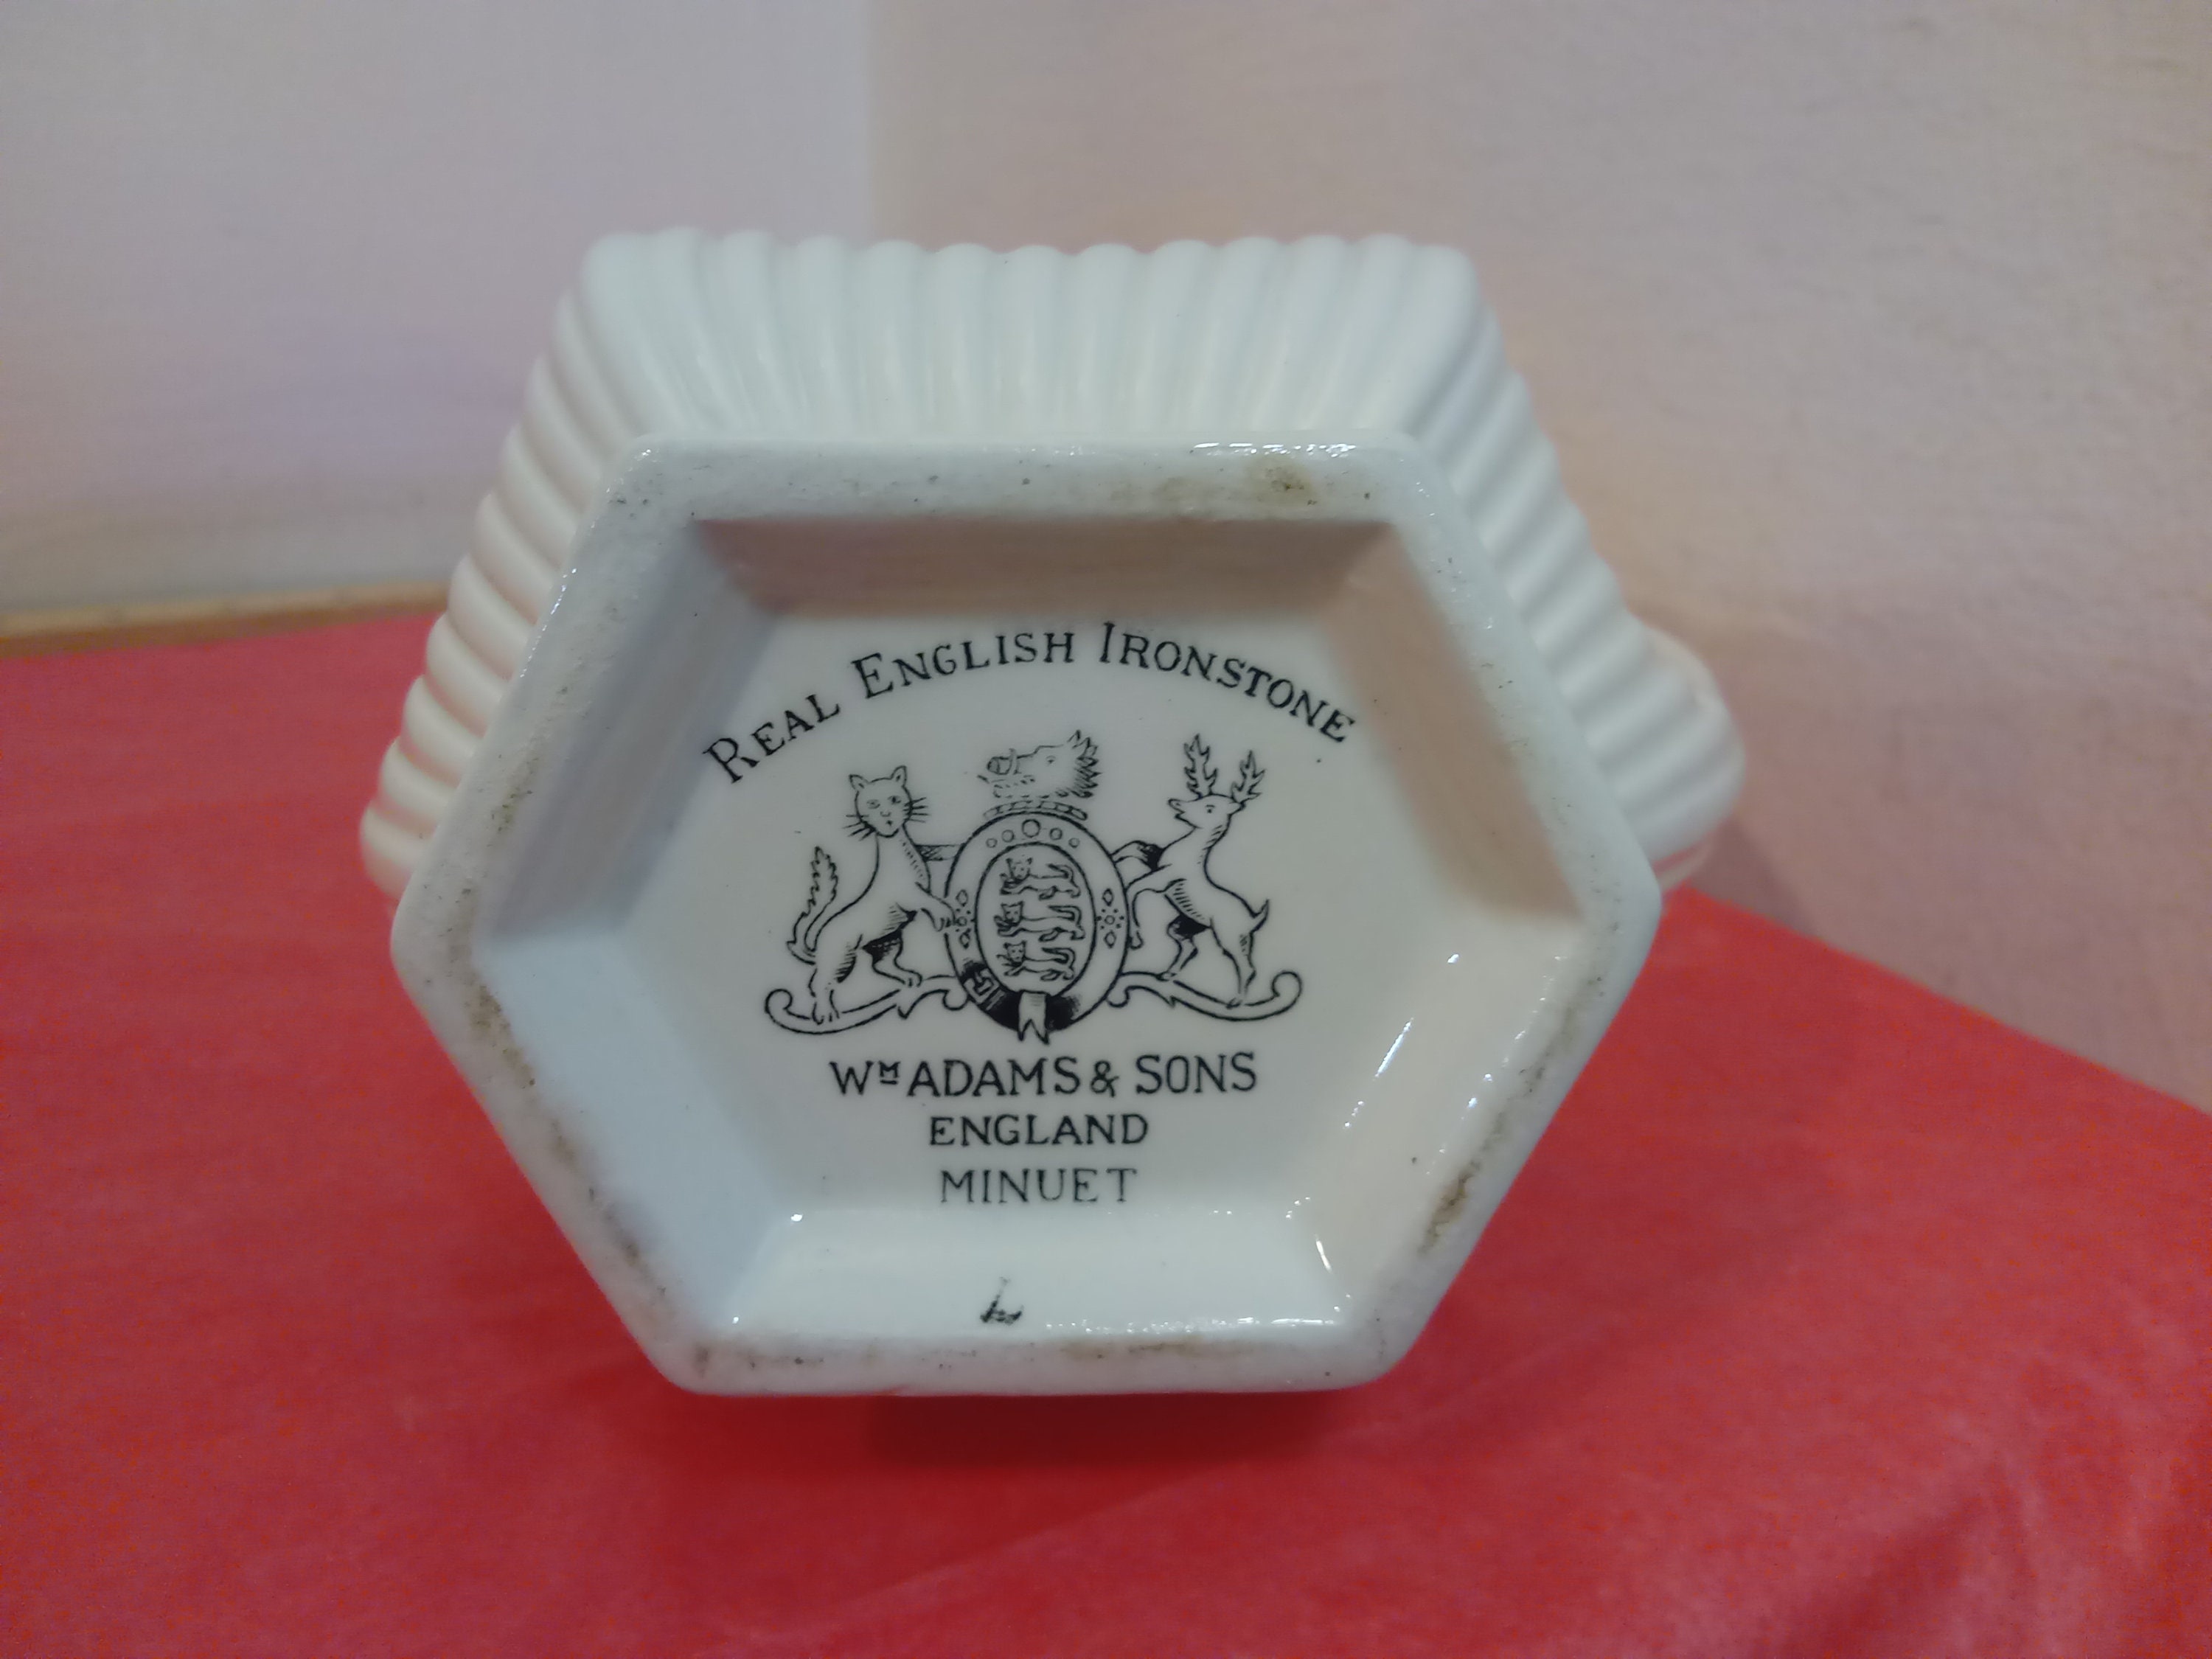 REAL ENGLISH IRONSTONE
Wᴹ ADAMS & SONS
ENGLAND
MINUET